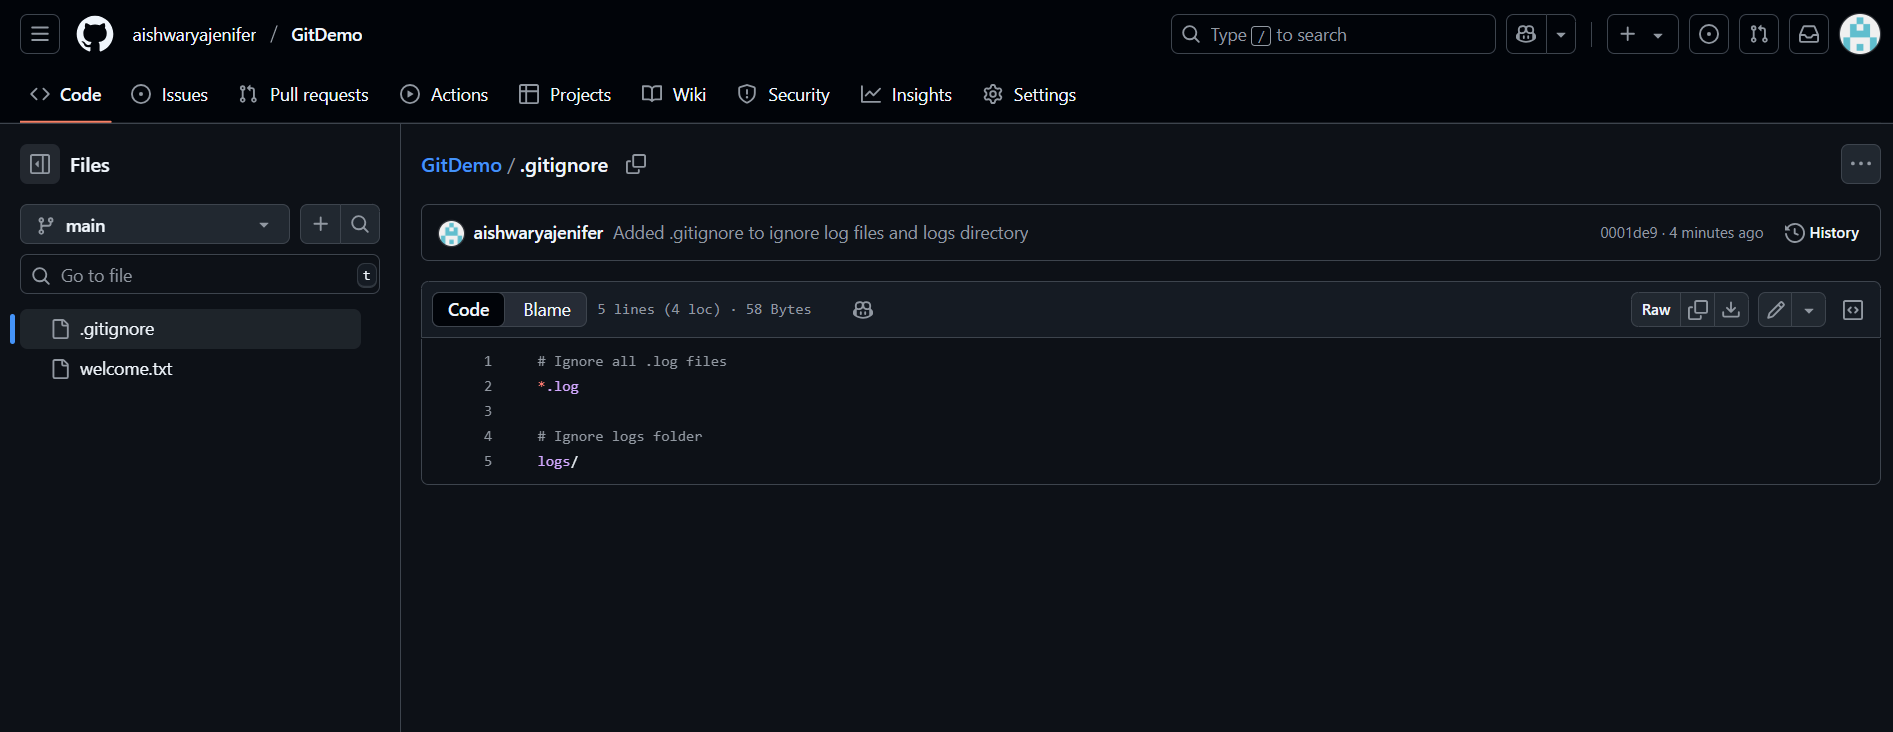 aishwaryajenifer / GitDemo
Type / to search
Code Issues Pull requests Actions Projects Wiki Security Insights Settings
Files
main
Go to file t
.gitignore
welcome.txt
GitDemo / .gitignore
aishwaryajenifer Added .gitignore to ignore log files and logs directory 0001de9 · 4 minutes ago History
Code Blame 5 lines (4 loc) · 58 Bytes Raw
1 # Ignore all .log files
2 *.log
3
4 # Ignore logs folder
5 logs/